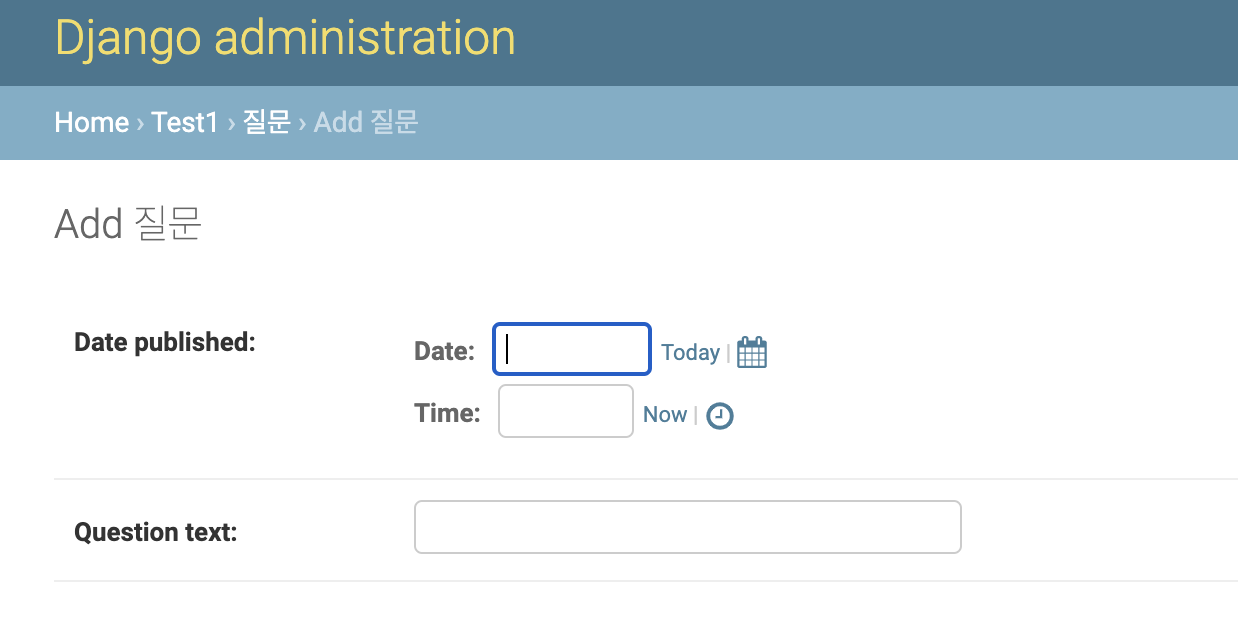 Django administration
Home › Test1 › 질문 › Add 질문
Add 질문
Date published:
Date: Today |
Time: Now |
Question text: